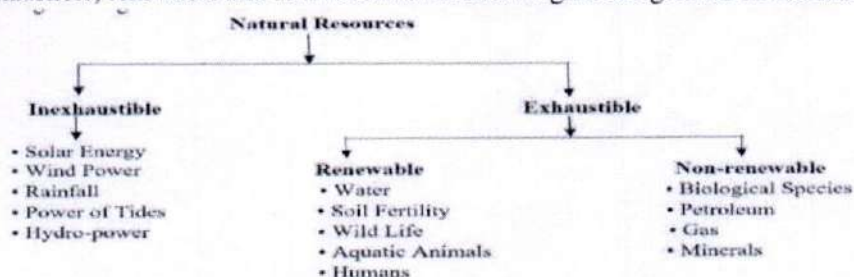 Natural Resources
Inexhaustible
• Solar Energy
• Wind Power
• Rainfall
• Power of Tides
• Hydro-power
Exhaustible
Renewable
• Water
• Soil Fertility
• Wild Life
• Aquatic Animals
• Humans
Non-renewable
• Biological Species
• Petroleum
• Gas
• Minerals